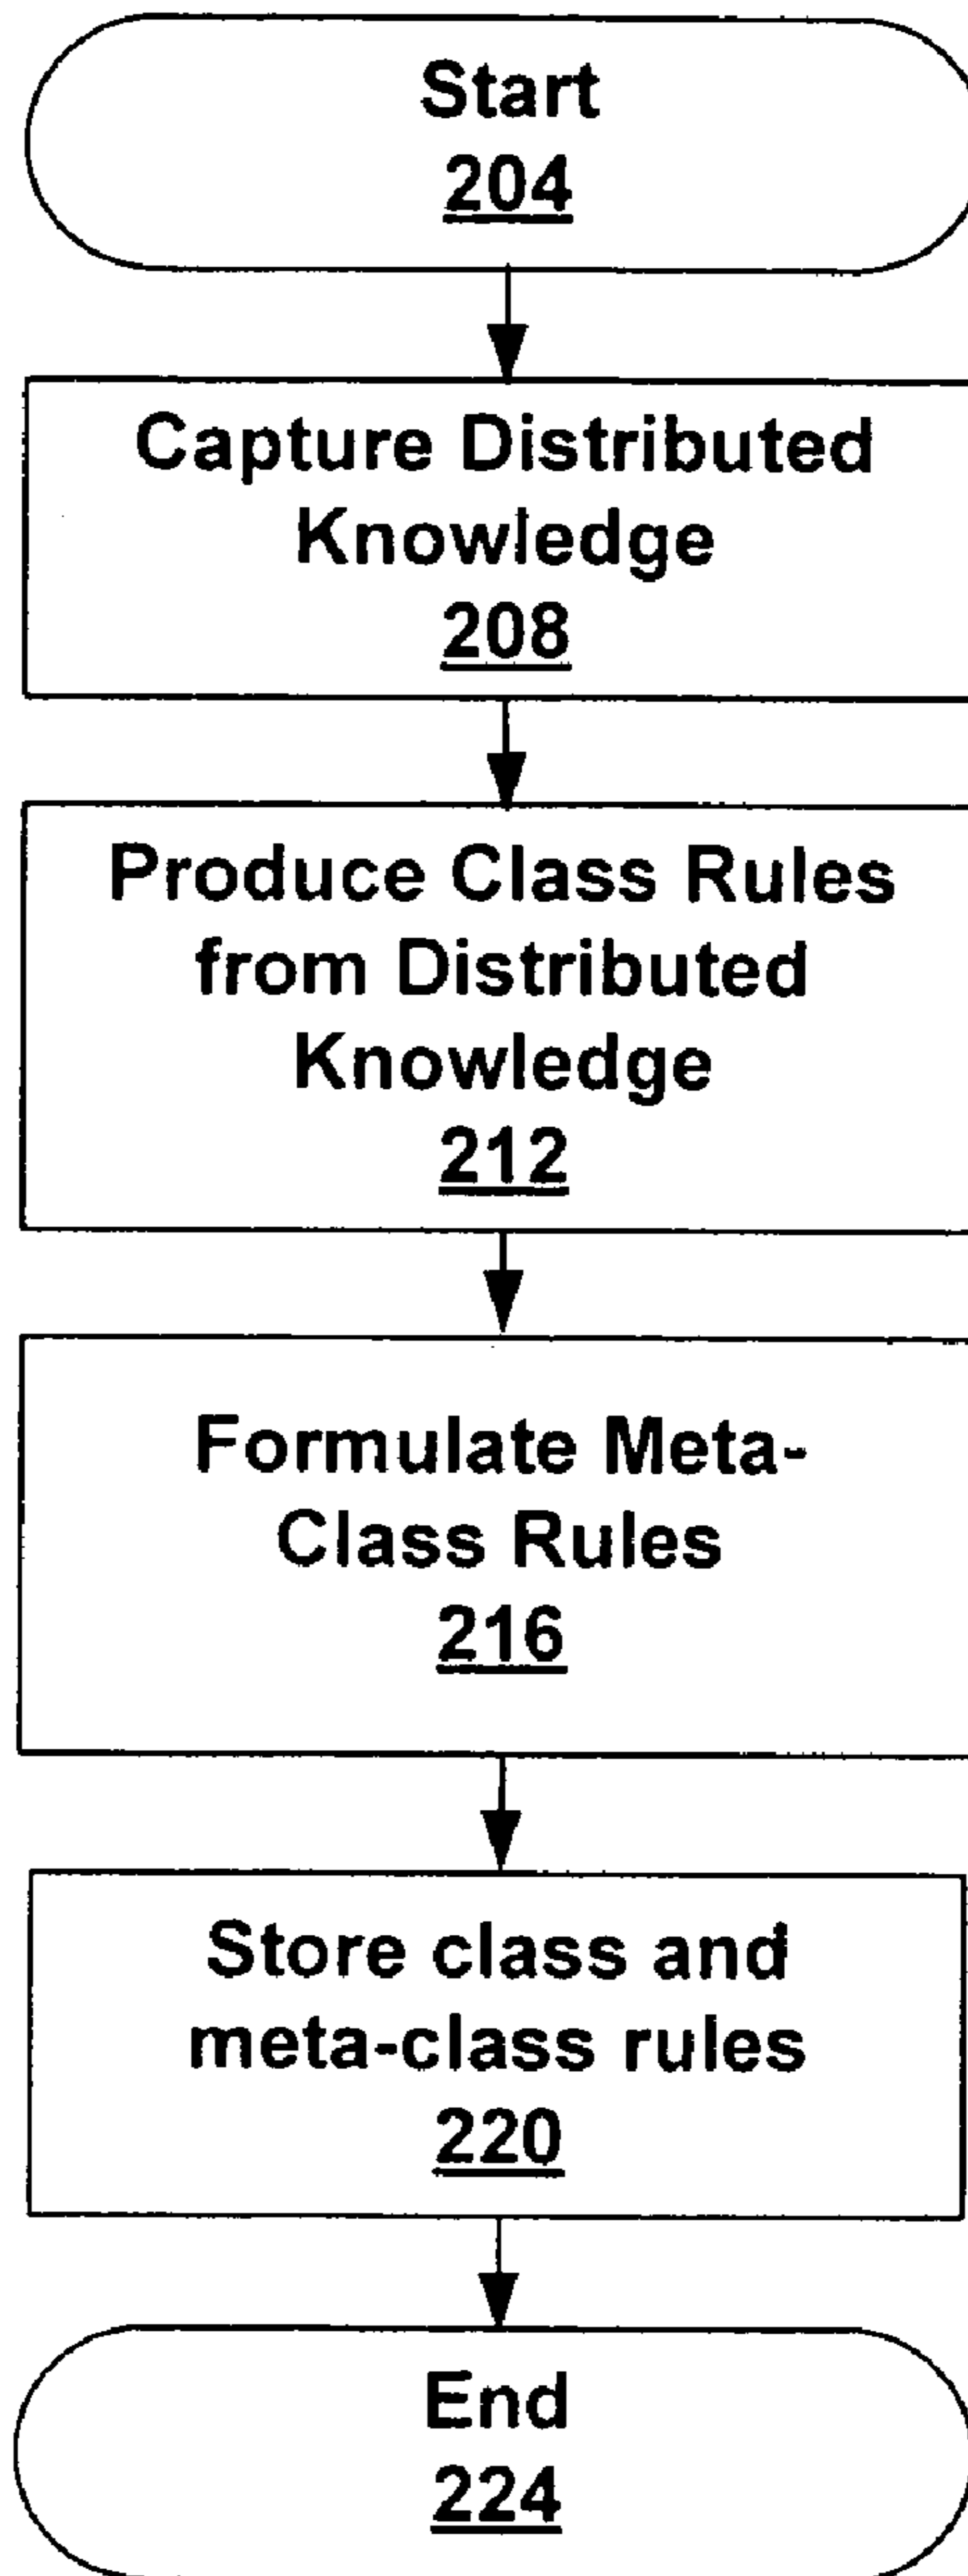 Start
204
Capture Distributed
Knowledge
208
Produce Class Rules
from Distributed
Knowledge
212
Formulate Meta-
Class Rules
216
Store class and
meta-class rules
220
End
224